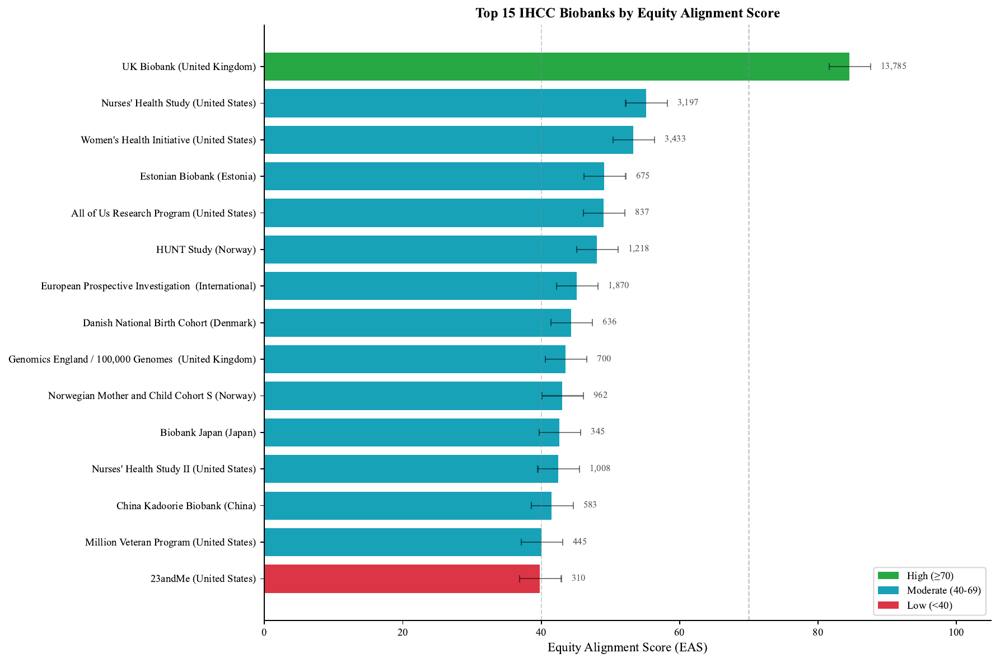 Top 15 IHCC Biobanks by Equity Alignment Score
UK Biobank (United Kingdom) 13,785
Nurses' Health Study (United States) 3,197
Women's Health Initiative (United States) 3,433
Estonian Biobank (Estonia) 675
All of Us Research Program (United States) 837
HUNT Study (Norway) 1,218
European Prospective Investigation  (International) 1,870
Danish National Birth Cohort (Denmark) 636
Genomics England / 100,000 Genomes  (United Kingdom) 700
Norwegian Mother and Child Cohort S (Norway) 962
Biobank Japan (Japan) 345
Nurses' Health Study II (United States) 1,008
China Kadoorie Biobank (China) 583
Million Veteran Program (United States) 445
23andMe (United States) 310
High (≥70)
Moderate (40-69)
Low (<40)
0 20 40 60 80 100
Equity Alignment Score (EAS)